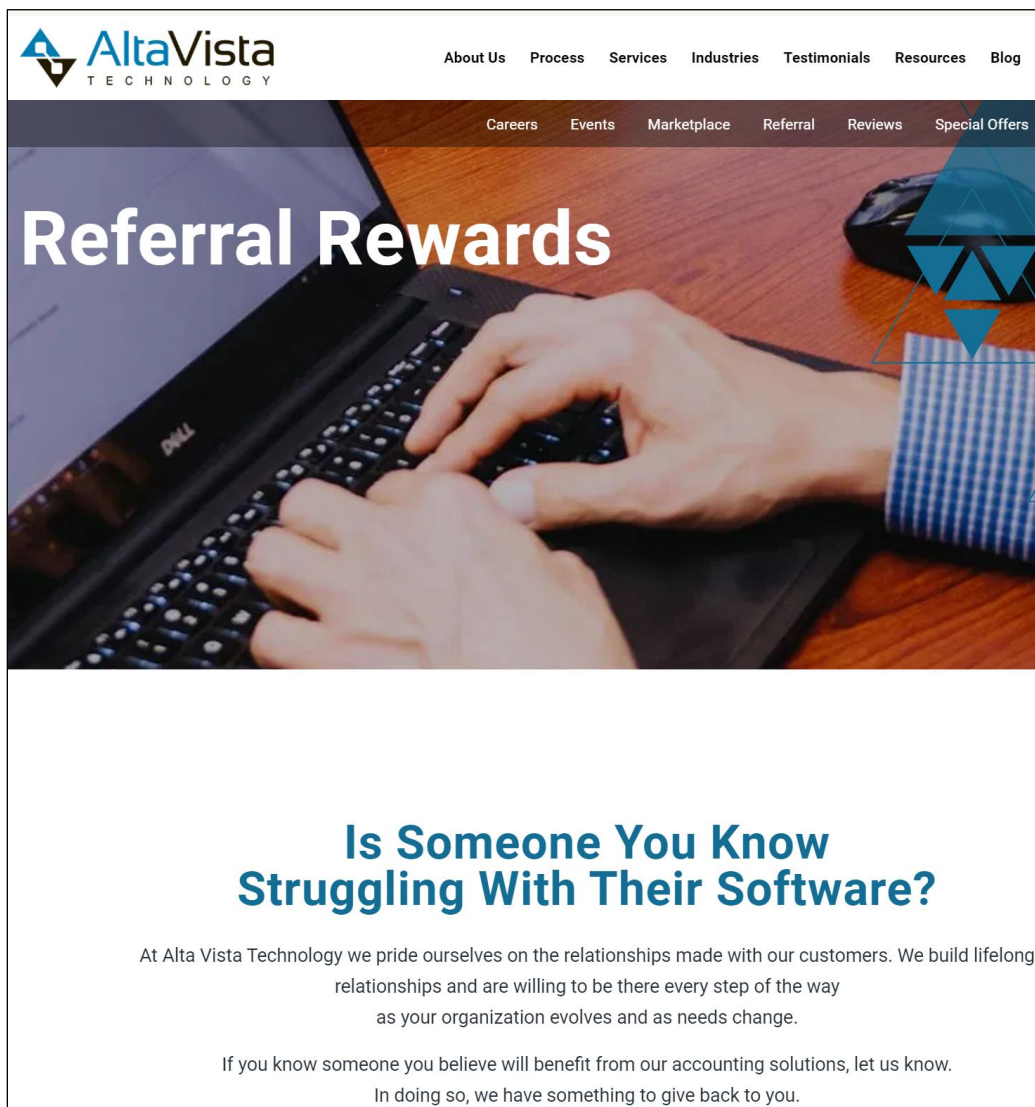 AltaVista
TECHNOLOGY
About Us Process Services Industries Testimonials Resources Blog
Careers Events Marketplace Referral Reviews Special Offers
Referral Rewards
DELL
Is Someone You Know
Struggling With Their Software?
At Alta Vista Technology we pride ourselves on the relationships made with our customers. We build lifelong
relationships and are willing to be there every step of the way
as your organization evolves and as needs change.
If you know someone you believe will benefit from our accounting solutions, let us know.
In doing so, we have something to give back to you.